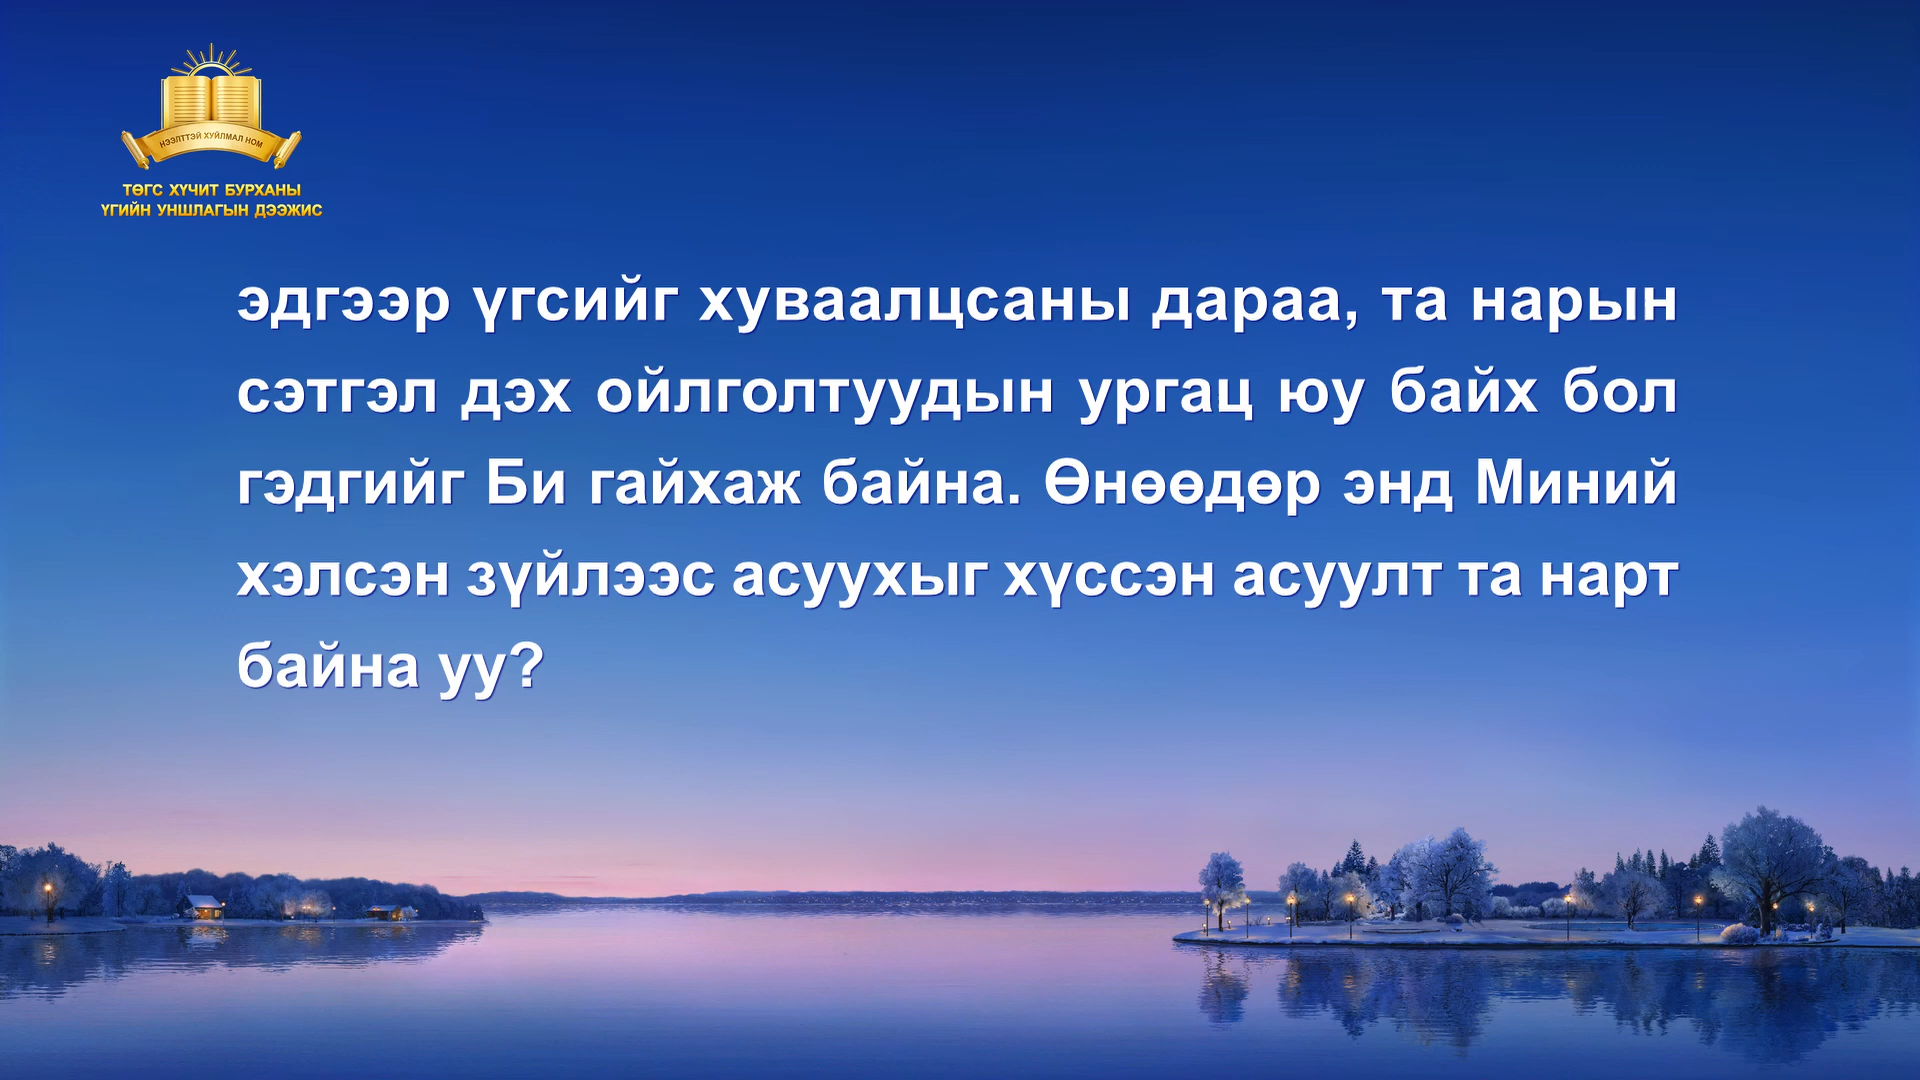 НЭЭЛТТЭЙ ХУЙЛМАЛ НОМ
ТӨГС ХҮЧИТ БУРХАНЫ
ҮГИЙН УНШЛАГЫН ДЭЭЖИС
эдгээр үгсийг хуваалцсаны дараа, та нарын
сэтгэл дэх ойлголтуудын ургац юу байх бол
гэдгийг Би гайхаж байна. Өнөөдөр энд Миний
хэлсэн зүйлээс асуухыг хүссэн асуулт та нарт
байна уу?